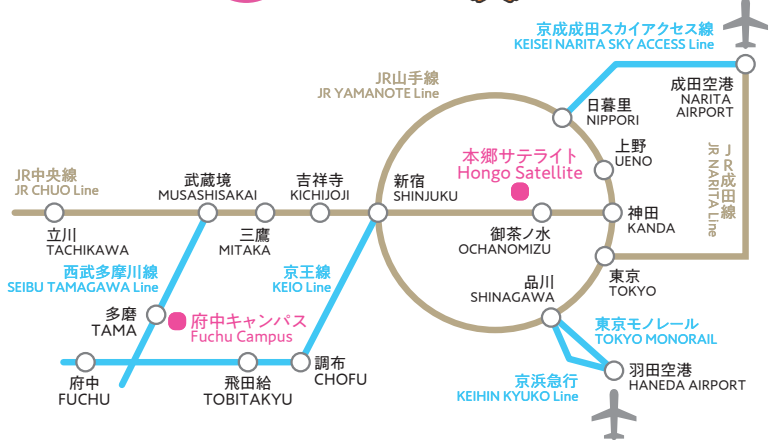 京成成田スカイアクセス線
KEISEI NARITA SKY ACCESS Line
JR山手線
JR YAMANOTE Line
成田空港
NARITA
AIRPORT
日暮里
NIPPORI
上野
UENO
本郷サテライト
Hongo Satellite
JR成田線
JR NARITA Line
JR中央線
JR CHUO Line
武蔵境
MUSASHISAKAI
吉祥寺
KICHIJOJI
新宿
SHINJUKU
神田
KANDA
立川
TACHIKAWA
三鷹
MITAKA
御茶ノ水
OCHANOMIZU
西武多摩川線
SEIBU TAMAGAWA Line
京王線
KEIO Line
東京
TOKYO
品川
SHINAGAWA
多磨
TAMA
府中キャンパス
Fuchu Campus
東京モノレール
TOKYO MONORAIL
調布
CHOFU
府中
FUCHU
飛田給
TOBITAKYU
京浜急行
KEIHIN KYUKO Line
羽田空港
HANEDA AIRPORT